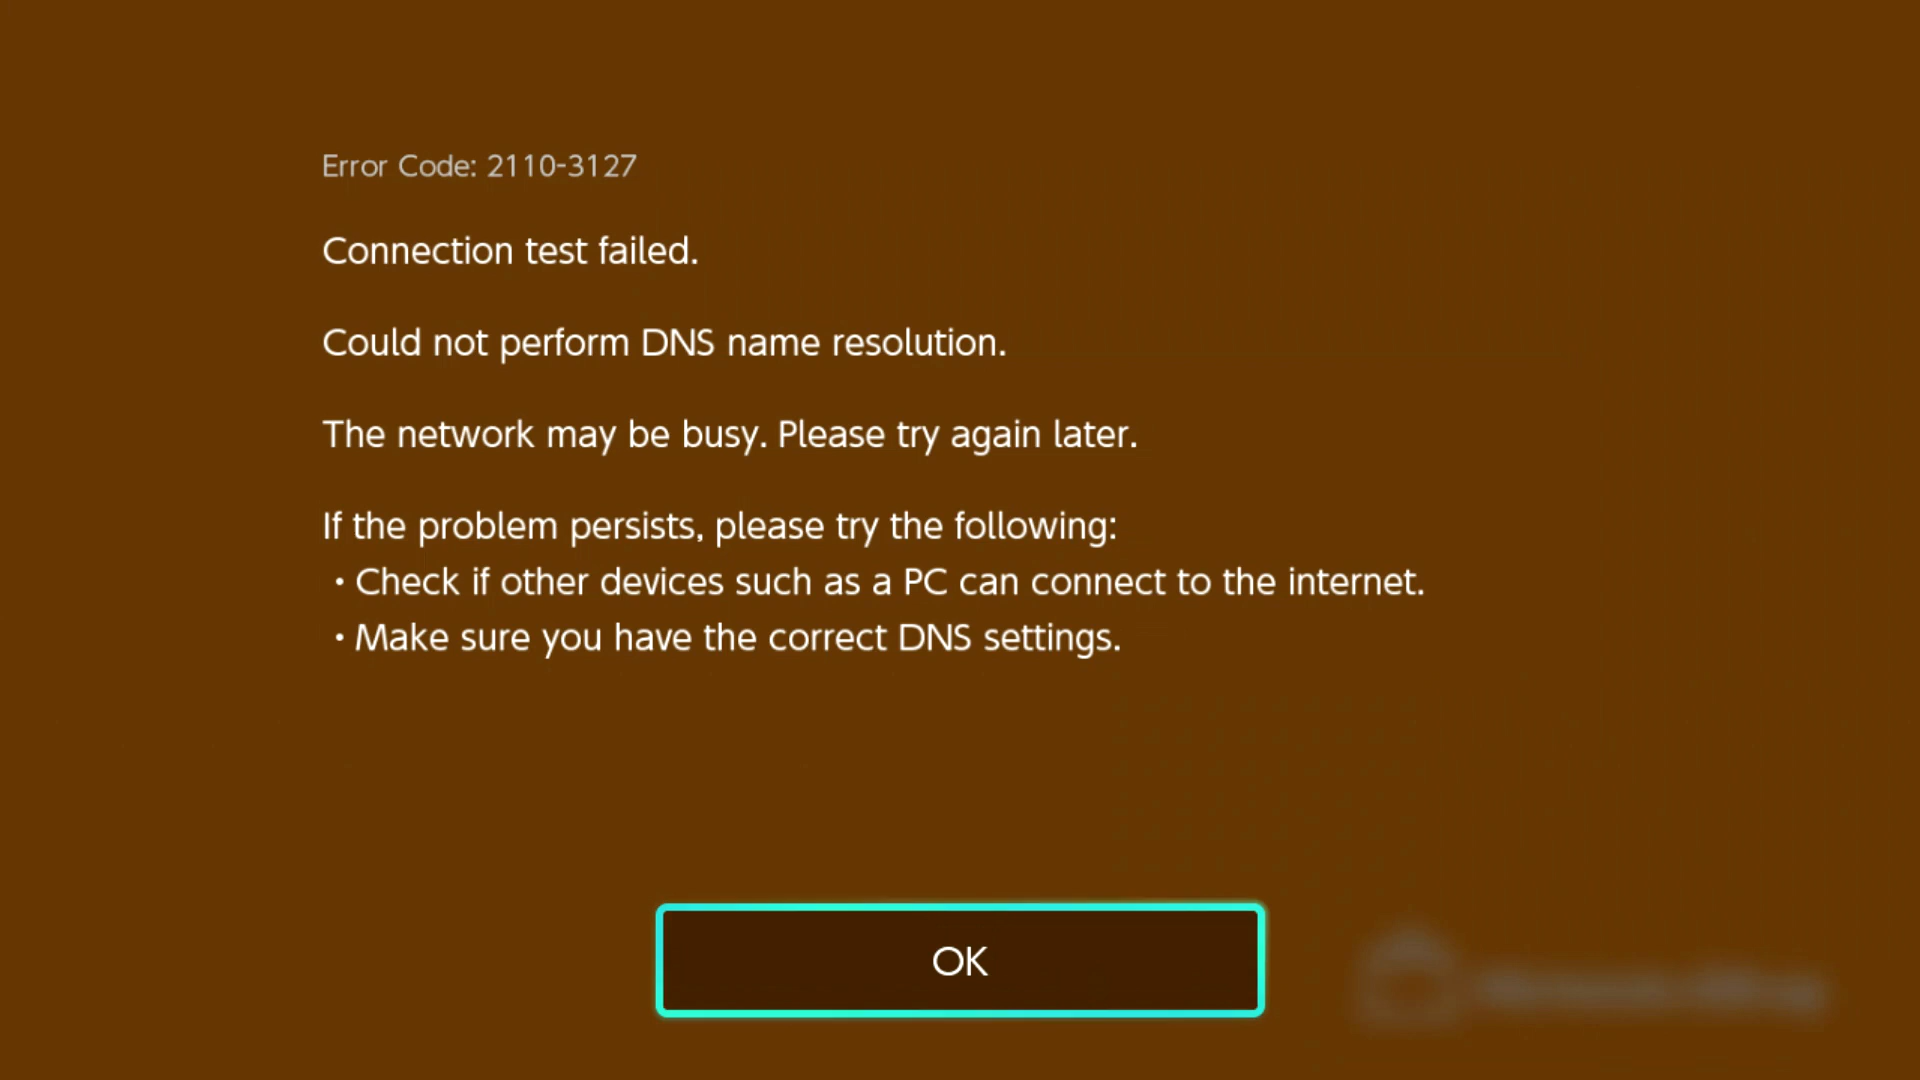 Error Code: 2110-3127
Connection test failed.
Could not perform DNS name resolution.
The network may be busy. Please try again later.
If the problem persists, please try the following:
・Check if other devices such as a PC can connect to the internet.
・Make sure you have the correct DNS settings.
OK